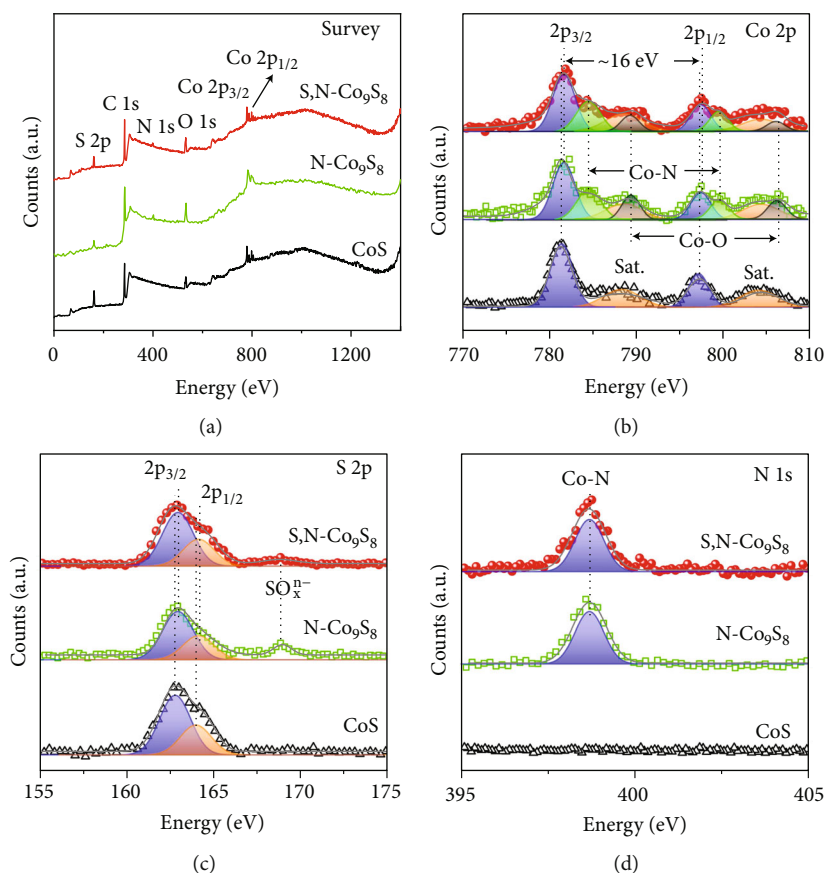 Survey
Co 2p₁/₂
Co 2p₃/₂
S,N-Co₉S₈
C 1s
N 1s
O 1s
S 2p
N-Co₉S₈
CoS
Counts (a.u.)
0 400 800 1200
Energy (eV)
(a)
2p₃/₂ 2p₁/₂ Co 2p
~16 eV
Co-N
Co-O
Sat. Sat.
Counts (a.u.)
770 780 790 800 810
Energy (eV)
(b)
2p₃/₂ S 2p
2p₁/₂
S,N-Co₉S₈
SOₓⁿ⁻
N-Co₉S₈
CoS
Counts (a.u.)
155 160 165 170 175
Energy (eV)
(c)
Co-N N 1s
S,N-Co₉S₈
N-Co₉S₈
CoS
Counts (a.u.)
395 400 405
Energy (eV)
(d)